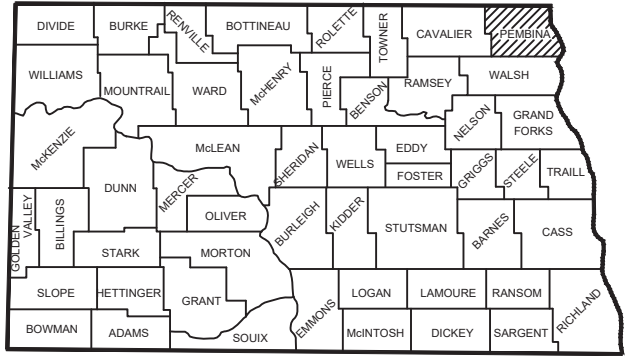 DIVIDE
BURKE
RENVILLE
BOTTINEAU
ROLETTE
TOWNER
CAVALIER
PEMBINA
WILLIAMS
MOUNTRAIL
WARD
McHENRY
PIERCE
BENSON
RAMSEY
WALSH
McKENZIE
NELSON
GRAND
FORKS
McLEAN
SHERIDAN
WELLS
EDDY
FOSTER
GRIGGS
STEELE
TRAILL
DUNN
MERCER
OLIVER
GOLDEN
VALLEY
BILLINGS
BURLEIGH
KIDDER
STUTSMAN
BARNES
CASS
STARK
MORTON
SLOPE
HETTINGER
GRANT
EMMONS
LOGAN
LAMOURE
RANSOM
RICHLAND
BOWMAN
ADAMS
SOUIX
McINTOSH
DICKEY
SARGENT